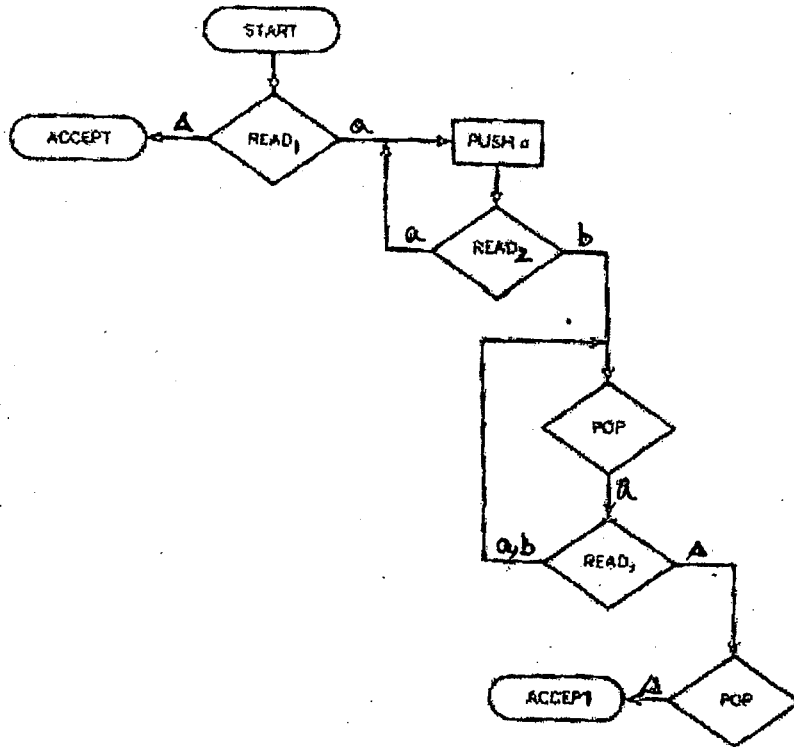 START
ACCEPT
Δ
READ1
a
PUSH a
a
READ2
b
POP
a
a,b
READ3
Δ
ACCEPT
Δ
POP